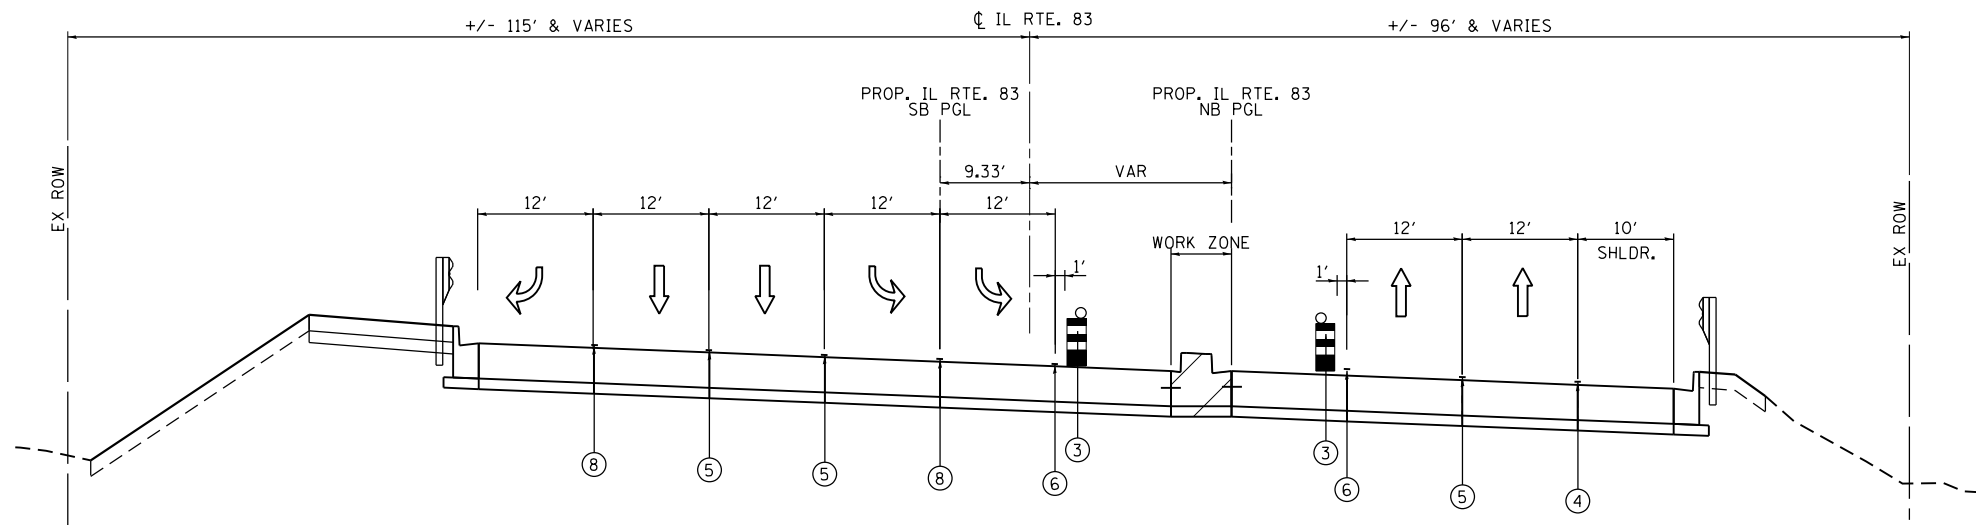 +/- 115' & VARIES
℄ IL RTE. 83
+/- 96' & VARIES
PROP. IL RTE. 83
SB PGL
PROP. IL RTE. 83
NB PGL
EX ROW
9.33'
VAR
EX ROW
12'
12'
12'
12'
12'
WORK ZONE
12'
12'
10'
SHLDR.
1'
1'
8
5
5
8
6
3
3
6
5
4